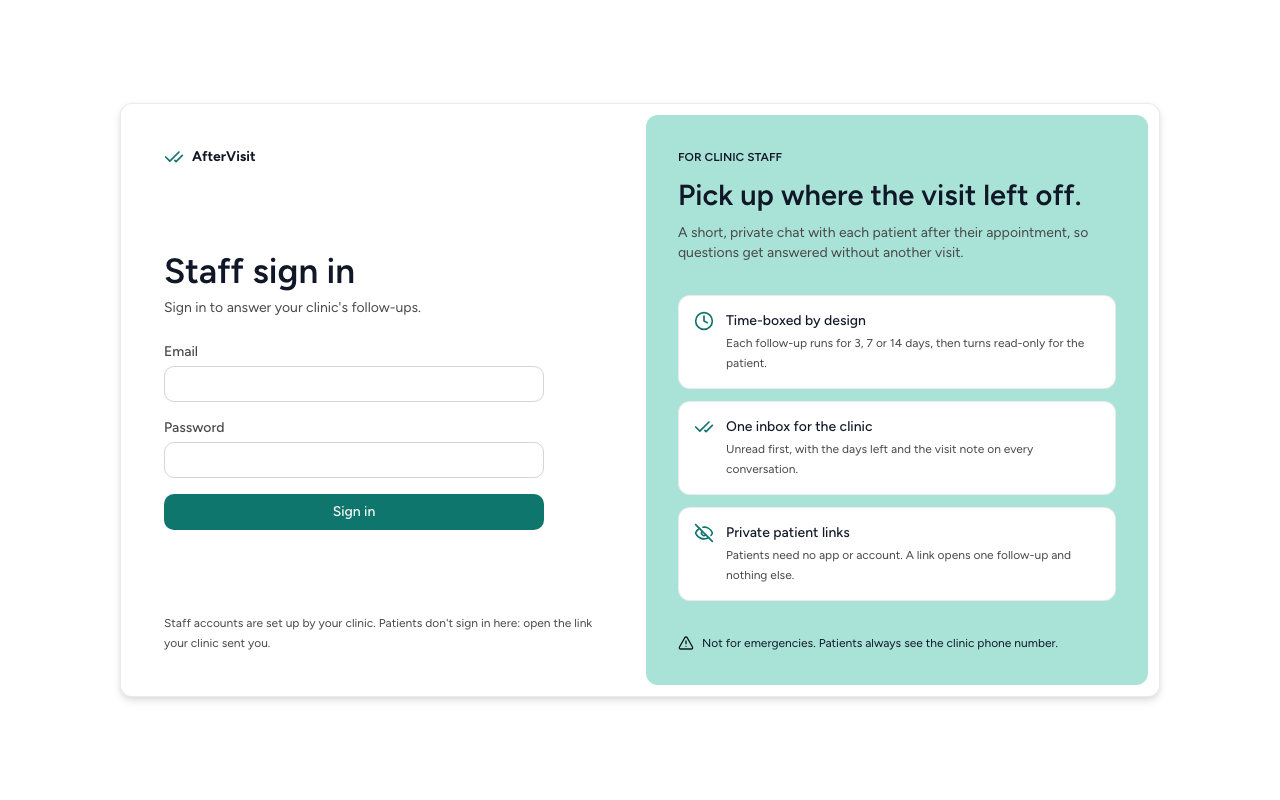 AfterVisit
Staff sign in
Sign in to answer your clinic's follow-ups.
Email
Password
Sign in
Staff accounts are set up by your clinic. Patients don't sign in here: open the link
your clinic sent you.
FOR CLINIC STAFF
Pick up where the visit left off.
A short, private chat with each patient after their appointment, so
questions get answered without another visit.
Time-boxed by design
Each follow-up runs for 3, 7 or 14 days, then turns read-only for the
patient.
One inbox for the clinic
Unread first, with the days left and the visit note on every
conversation.
Private patient links
Patients need no app or account. A link opens one follow-up and
nothing else.
Not for emergencies. Patients always see the clinic phone number.